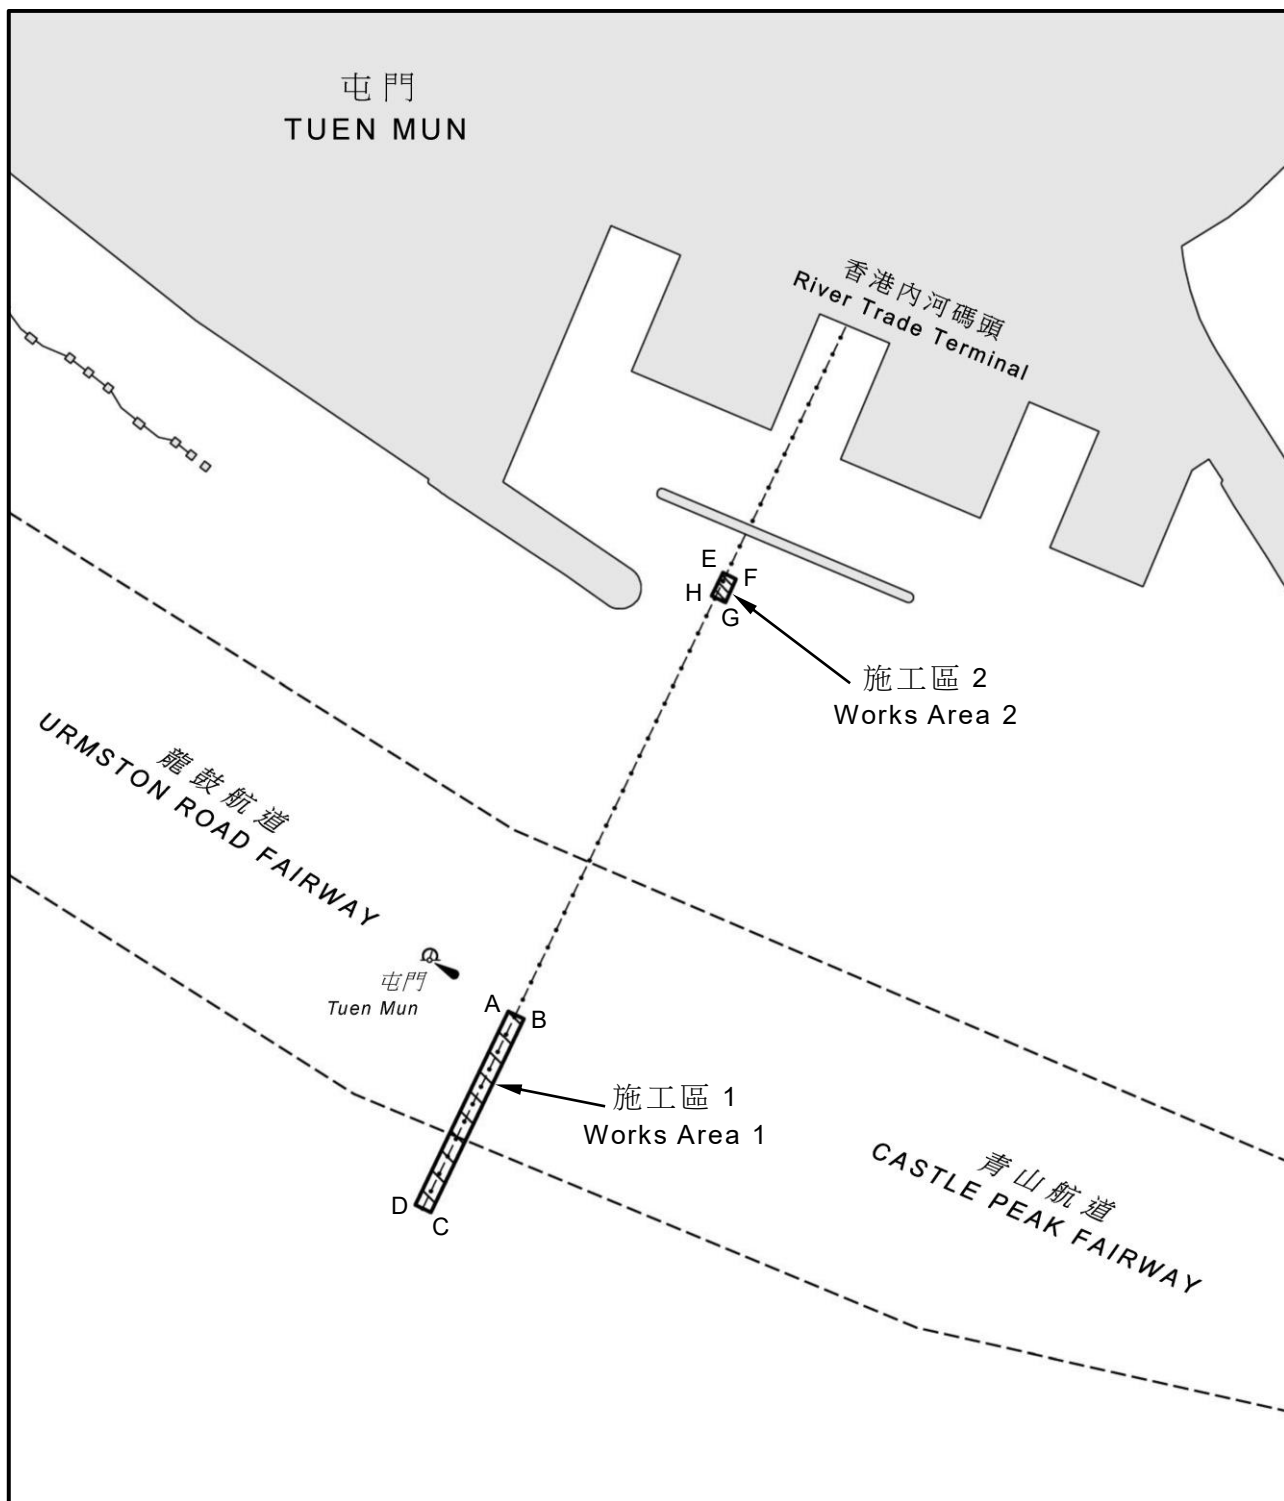 屯門
TUEN MUN
香港內河碼頭
River Trade Terminal
E
F
H
G
施工區 2
Works Area 2
龍鼓航道
URMSTON ROAD FAIRWAY
屯門
Tuen Mun
A
B
施工區 1
Works Area 1
D
C
青山航道
CASTLE PEAK FAIRWAY